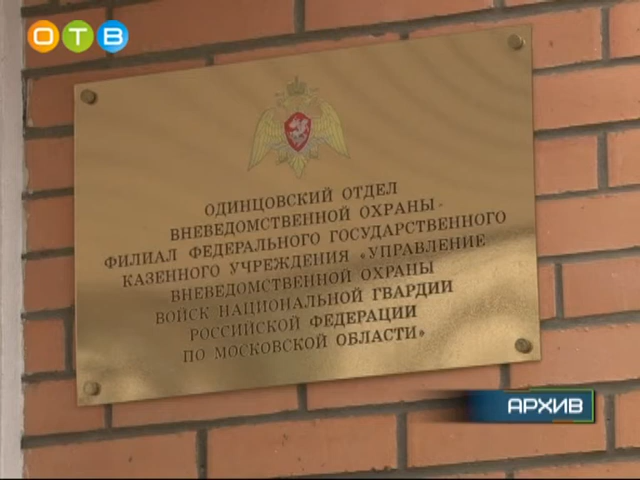 ОТВ
ОДИНЦОВСКИЙ ОТДЕЛ
ВНЕВЕДОМСТВЕННОЙ ОХРАНЫ-
ФИЛИАЛ ФЕДЕРАЛЬНОГО ГОСУДАРСТВЕННОГО
КАЗЕННОГО УЧРЕЖДЕНИЯ «УПРАВЛЕНИЕ
ВНЕВЕДОМСТВЕННОЙ ОХРАНЫ
ВОЙСК НАЦИОНАЛЬНОЙ ГВАРДИИ
РОССИЙСКОЙ ФЕДЕРАЦИИ
ПО МОСКОВСКОЙ ОБЛАСТИ»
АРХИВ